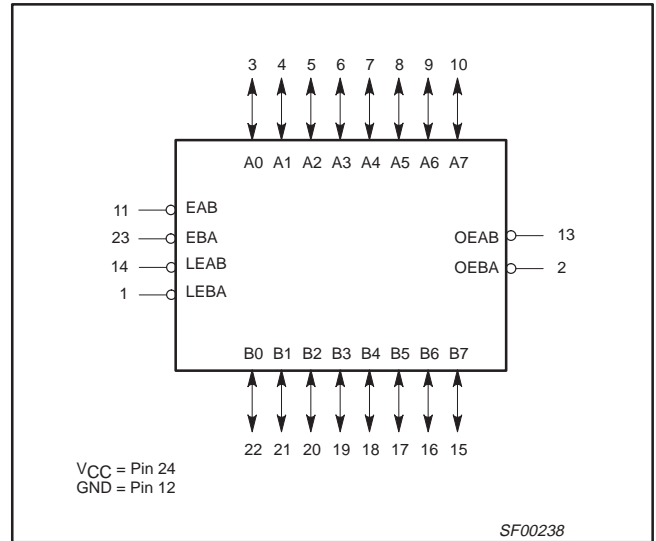 3 4 5 6 7 8 9 10
A0 A1 A2 A3 A4 A5 A6 A7
11 EAB
23 EBA
14 LEAB
1 LEBA
OEAB 13
OEBA 2
B0 B1 B2 B3 B4 B5 B6 B7
22 21 20 19 18 17 16 15
VCC = Pin 24
GND = Pin 12
SF00238